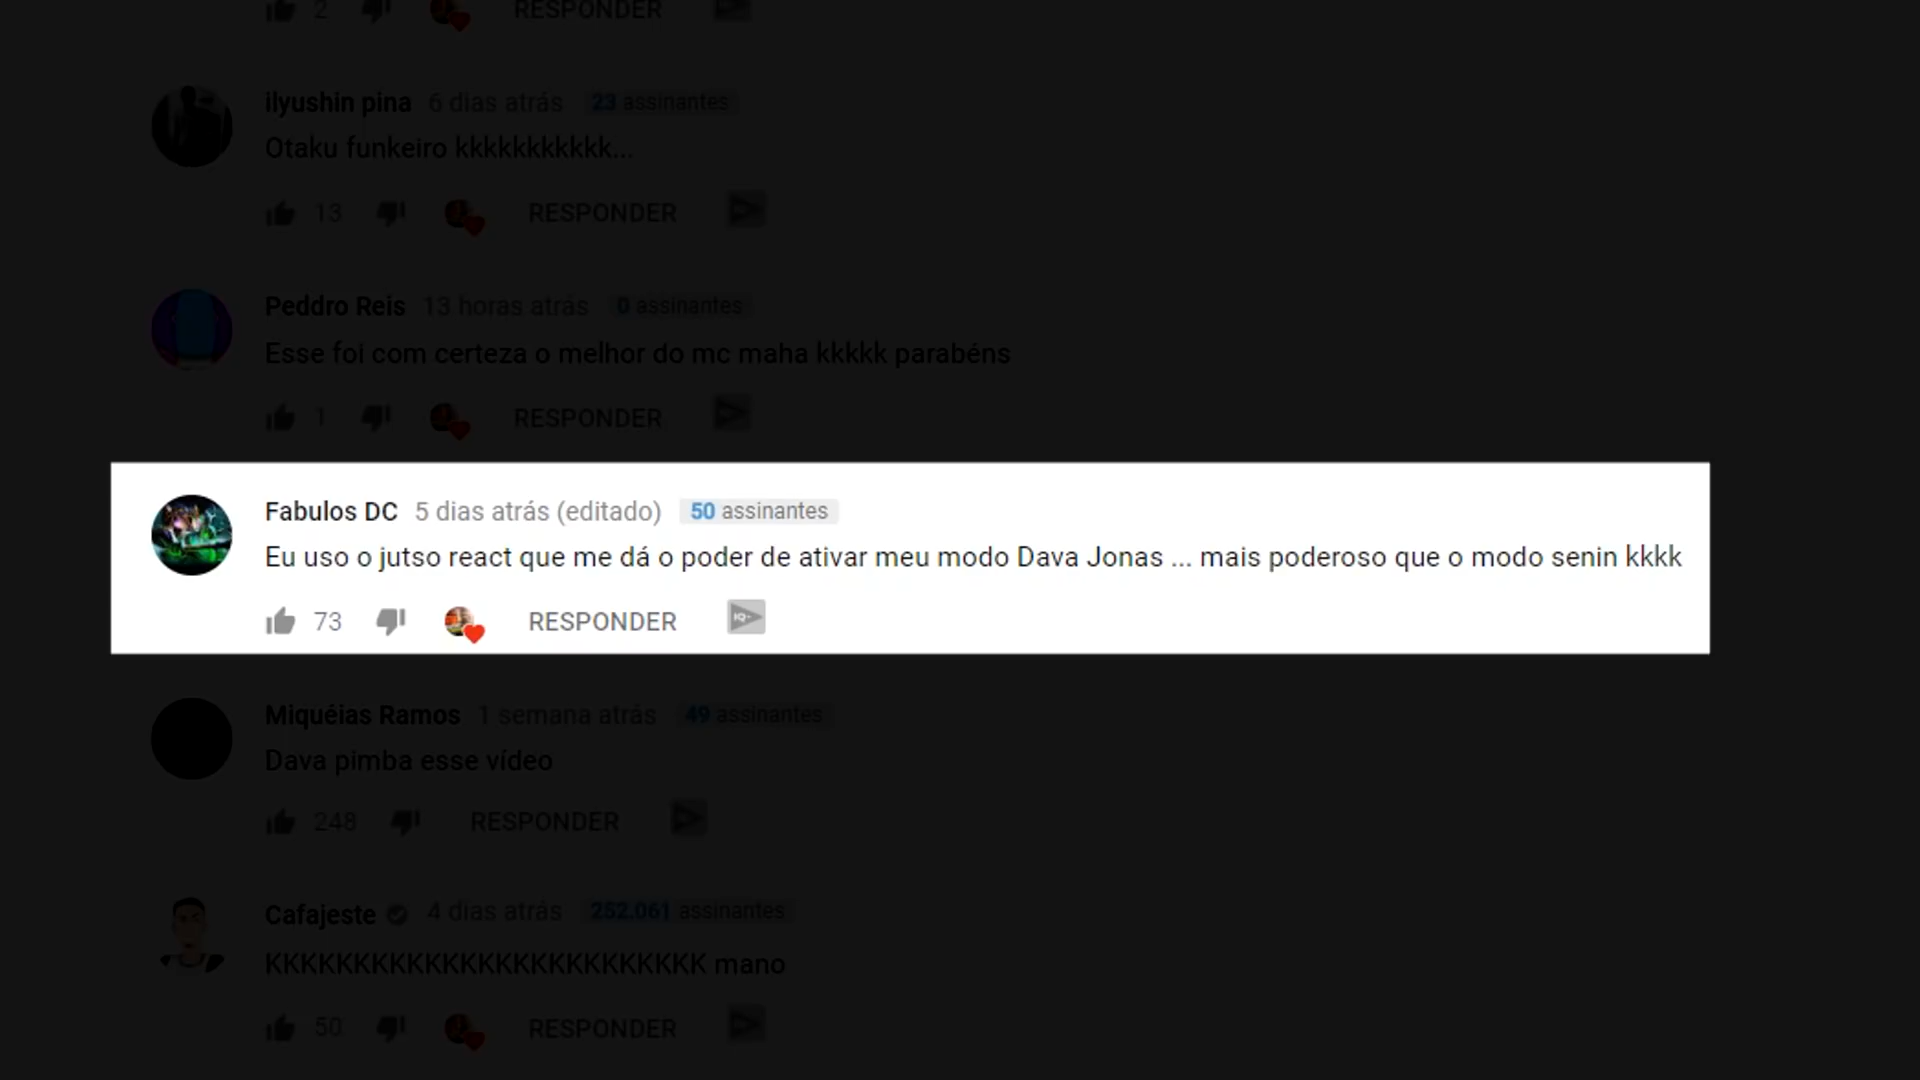 2 RESPONDER
ilyushin pina 6 dias atrás 23 assinantes
Otaku funkeiro kkkkkkkkkkk...
13 RESPONDER
Peddro Reis 13 horas atrás 0 assinantes
Esse foi com certeza o melhor do mc maha kkkkk parabéns
1 RESPONDER
Fabulos DC 5 dias atrás (editado) 50 assinantes
Eu uso o jutso react que me dá o poder de ativar meu modo Dava Jonas ... mais poderoso que o modo senin kkkk
73 RESPONDER IQ
Miquéias Ramos 1 semana atrás 49 assinantes
Dava pimba esse vídeo
248 RESPONDER
Cafajeste 4 dias atrás 252.061 assinantes
KKKKKKKKKKKKKKKKKKKKKKKKK mano
50 RESPONDER